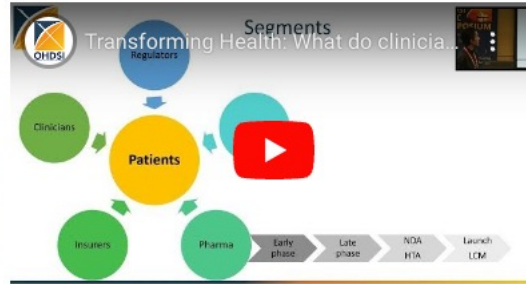 Segments
OHDSI
Transforming Health: What do clinicia...
Regulators
Clinicians
Patients
Insurers
Pharma
Early
phase
Late
phase
NDA
HTA
Launch
LCM